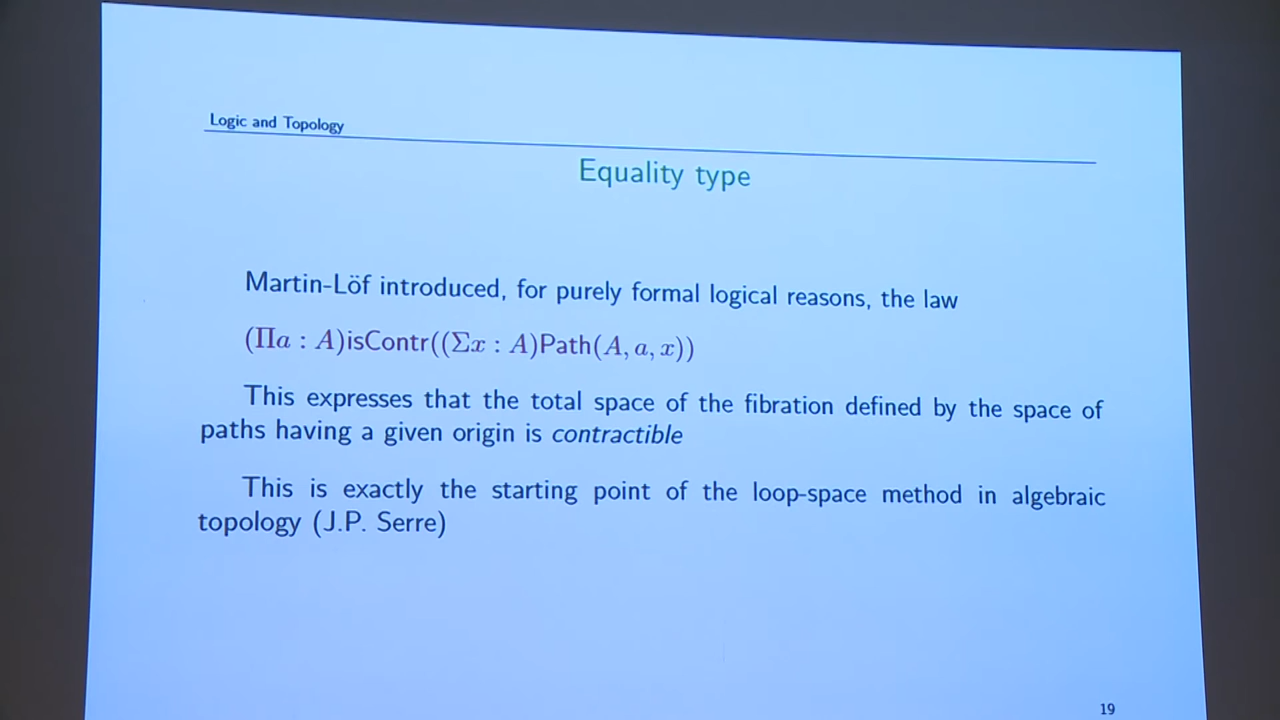 Logic and Topology
Equality type
Martin-Löf introduced, for purely formal logical reasons, the law
(Πa : A)isContr((Σx : A)Path(A, a, x))
This expresses that the total space of the fibration defined by the space of
paths having a given origin is contractible
This is exactly the starting point of the loop-space method in algebraic
topology (J.P. Serre)
19